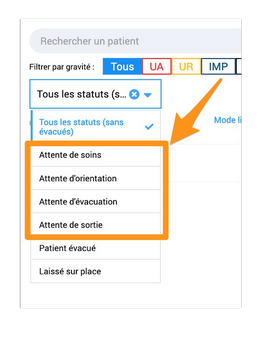 Rechercher un patient
Filtrer par gravité : Tous UA UR IMP
Tous les statuts (s...
Tous les statuts (sans
évacués)
Mode li
Attente de soins
Attente d'orientation
Attente d'évacuation
Attente de sortie
Patient évacué
Laissé sur place